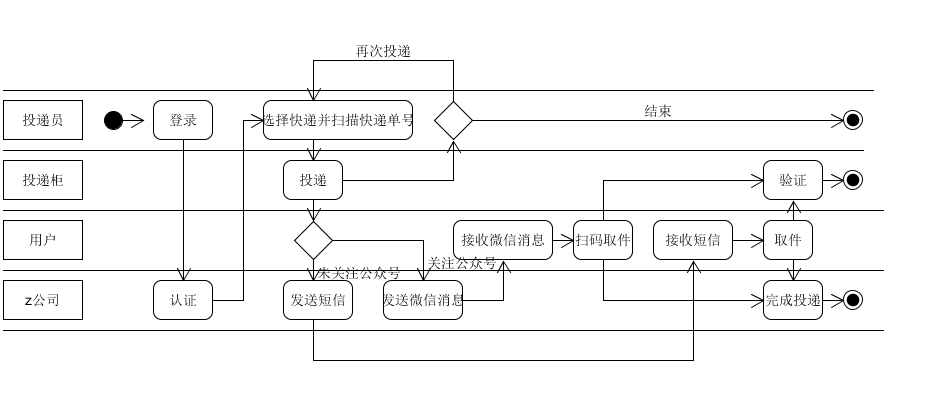 再次投递
投递员
登录
选择快递并扫描快递单号
结束
投递柜
投递
验证
用户
接收微信消息
扫码取件
接收短信
取件
关注公众号
未关注公众号
z公司
认证
发送短信
发送微信消息
完成投递